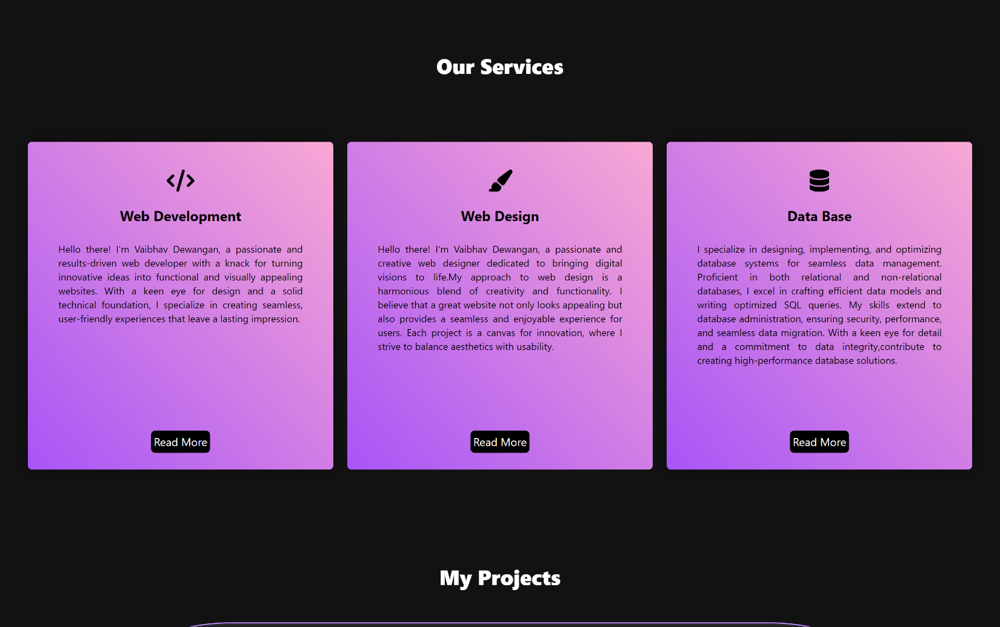 Our Services
Web Development
Hello there! I'm Vaibhav Dewangan, a passionate and
results-driven web developer with a knack for turning
innovative ideas into functional and visually appealing
websites. With a keen eye for design and a solid
technical foundation, I specialize in creating seamless,
user-friendly experiences that leave a lasting impression.
Read More
Web Design
Hello there! I'm Vaibhav Dewangan, a passionate and
creative web designer dedicated to bringing digital
visions to life.My approach to web design is a
harmonious blend of creativity and functionality. I
believe that a great website not only looks appealing but
also provides a seamless and enjoyable experience for
users. Each project is a canvas for innovation, where I
strive to balance aesthetics with usability.
Read More
Data Base
I specialize in designing, implementing, and optimizing
database systems for seamless data management.
Proficient in both relational and non-relational
databases, I excel in crafting efficient data models and
writing optimized SQL queries. My skills extend to
database administration, ensuring security, performance,
and seamless data migration. With a keen eye for detail
and a commitment to data integrity,contribute to
creating high-performance database solutions.
Read More
My Projects